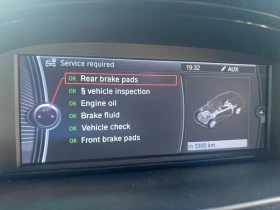 Service required
19:32 AUX
OK Rear brake pads
OK § vehicle inspection
OK Engine oil
OK Brake fluid
OK Vehicle check
OK Front brake pads
in 3300 km